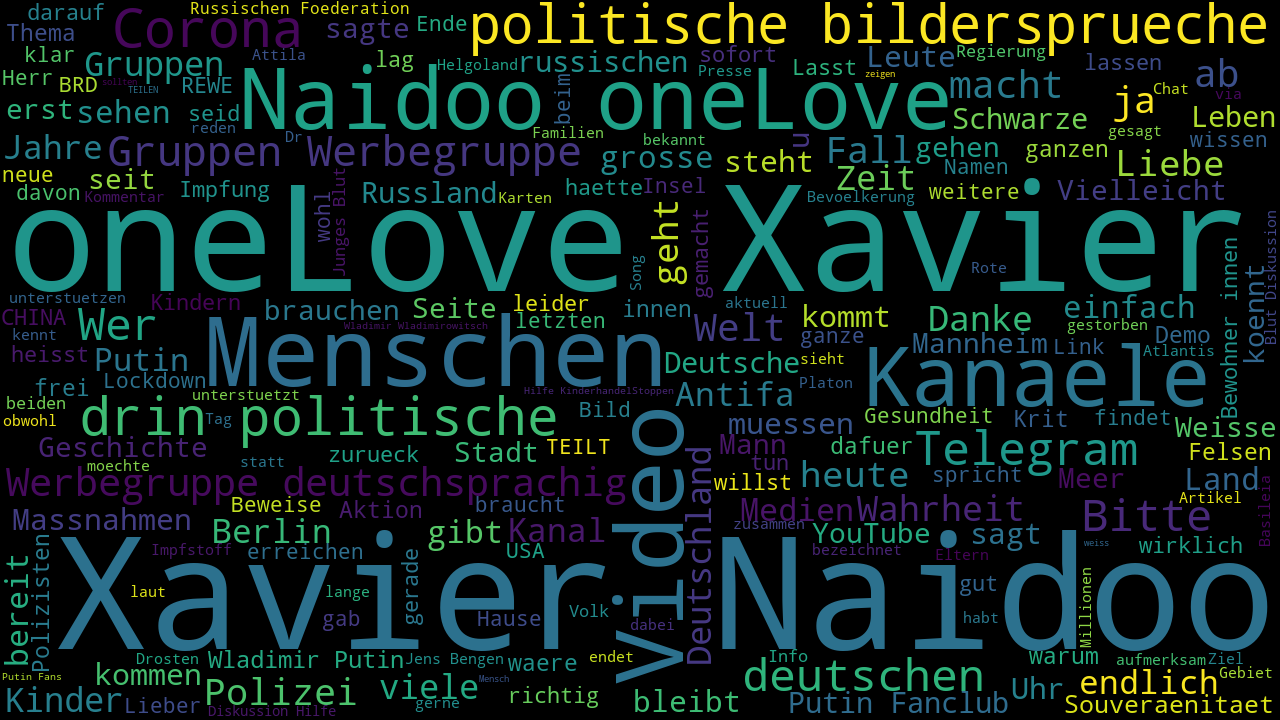 darauf
Russischen Foederation
Corona
sagte
Ende
politische bildersprueche
Thema
klar
Gruppen
Attila
lag
Helgoland
russischen
sofort
Leute
Regierung
lassen
ab
Herr
BRD
sollten
TEILEN
REWE
Naidoo oneLove
beim
Presse
Lasst
zeigen
macht
ja
Chat
via
erst
sehen
seid
reden
Dr
Familien
bekannt
u
Schwarze
gesagt
Leben
Jahre
Gruppen Werbegruppe
grosse
steht
Fall
gehen
ganzen
wissen
neue
seit
Namen
Liebe
davon
Kommentar
Impfung
wohl
Junges Blut
Russland
Karten
haette
Insel
Zeit
Bevoelkerung
weitere
Vielleicht
oneLove
Xavier
geht
gemacht
Song
Rote
Bewohner innen
koennt
Blut Diskussion
unterstuetzen
Kindern
brauchen
Seite
leider
innen
aktuell
einfach
CHINA
kennt
Wer
Wladimir Wladimirowitsch
letzten
Welt
kommt
Danke
gestorben
heisst
Putin
Menschen
Deutsche
ganze
Mannheim
Link
Demo
Atlantis
Lockdown
sieht
Kanaele
frei
unterstuetzt
Hilfe KinderhandelStoppen
Antifa
Platon
beiden
obwohl
drin politische
Tag
Bild
muessen
Gesundheit
Krit
findet
Weisse
Geschichte
moechte
statt
zurueck
Stadt
TEILT
Video
Deutschland
Mann
tun
dafuer
Telegram
Felsen
Werbegruppe deutschsprachig
willst
heute
spricht
Meer
Land
Beweise
Aktion
braucht
Medien
Wahrheit
Artikel
Basileia
Massnahmen
Berlin
gibt
Kanal
zusammen
YouTube
sagt
Bitte
Polizisten
Impfstoff
erreichen
USA
bezeichnet
Eltern
weiss
wirklich
bereit
Xavier
gerade
Naidoo
laut
lange
gab
Hause
Volk
dabei
gut
habt
Millionen
Drosten
Wladimir Putin
Jens Bengen
waere
endet
Info
warum
aufmerksam
Ziel
Putin Fans
kommen
viele
Mensch
deutschen
endlich
Gebiet
Kinder
Lieber
Polizei
Diskussion Hilfe
gerne
richtig
bleibt
Putin Fanclub
Uhr
Souveraenitaet